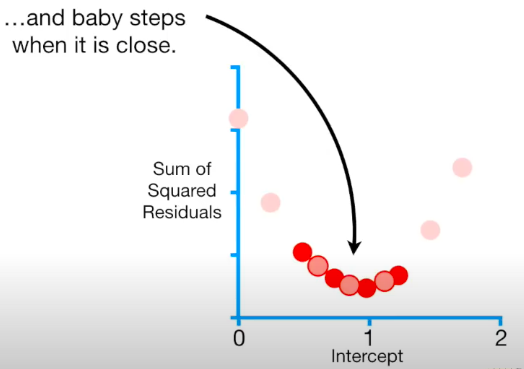 ...and baby steps
when it is close.
Sum of
Squared
Residuals
0
1
2
Intercept